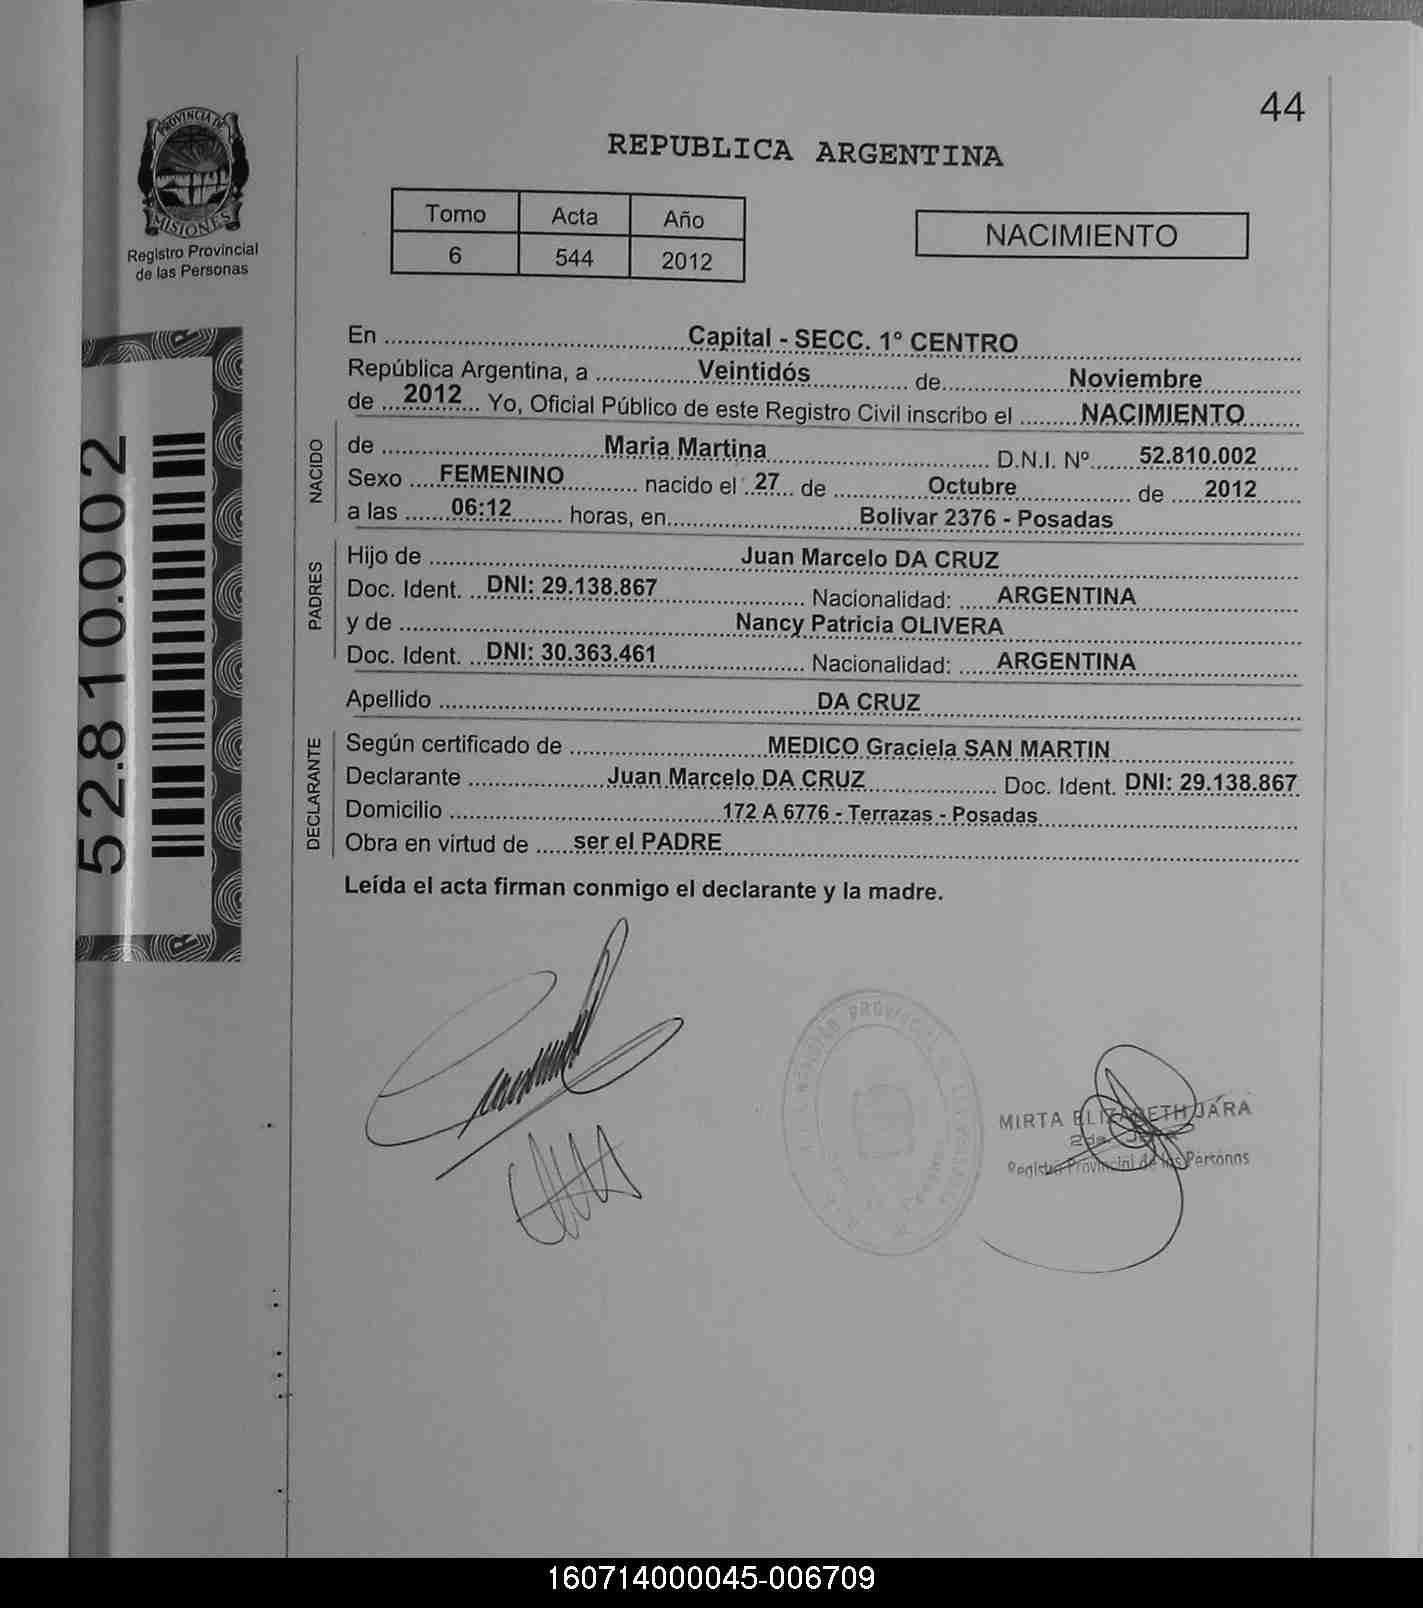 44
PROVINCIA DE
MISIONES
Registro Provincial
de las Personas
REPUBLICA ARGENTINA
Tomo Acta Año
6 544 2012
NACIMIENTO
52.810.002
En Capital - SECC. 1° CENTRO
República Argentina, a Veintidós de Noviembre
de 2012 Yo, Oficial Público de este Registro Civil inscribo el NACIMIENTO
NACIDO
de Maria Martina D.N.I. Nº 52.810.002
Sexo FEMENINO nacido el 27 de Octubre de 2012
a las 06:12 horas, en Bolivar 2376 - Posadas
PADRES
Hijo de Juan Marcelo DA CRUZ
Doc. Ident. DNI: 29.138.867 Nacionalidad: ARGENTINA
y de Nancy Patricia OLIVERA
Doc. Ident. DNI: 30.363.461 Nacionalidad: ARGENTINA
Apellido DA CRUZ
DECLARANTE
Según certificado de MEDICO Graciela SAN MARTIN
Declarante Juan Marcelo DA CRUZ Doc. Ident. DNI: 29.138.867
Domicilio 172 A 6776 - Terrazas - Posadas
Obra en virtud de ser el PADRE
Leída el acta firman conmigo el declarante y la madre.
MIRTA ELIZABETH JARA
Registro Provincial de las Personas
160714000045-006709